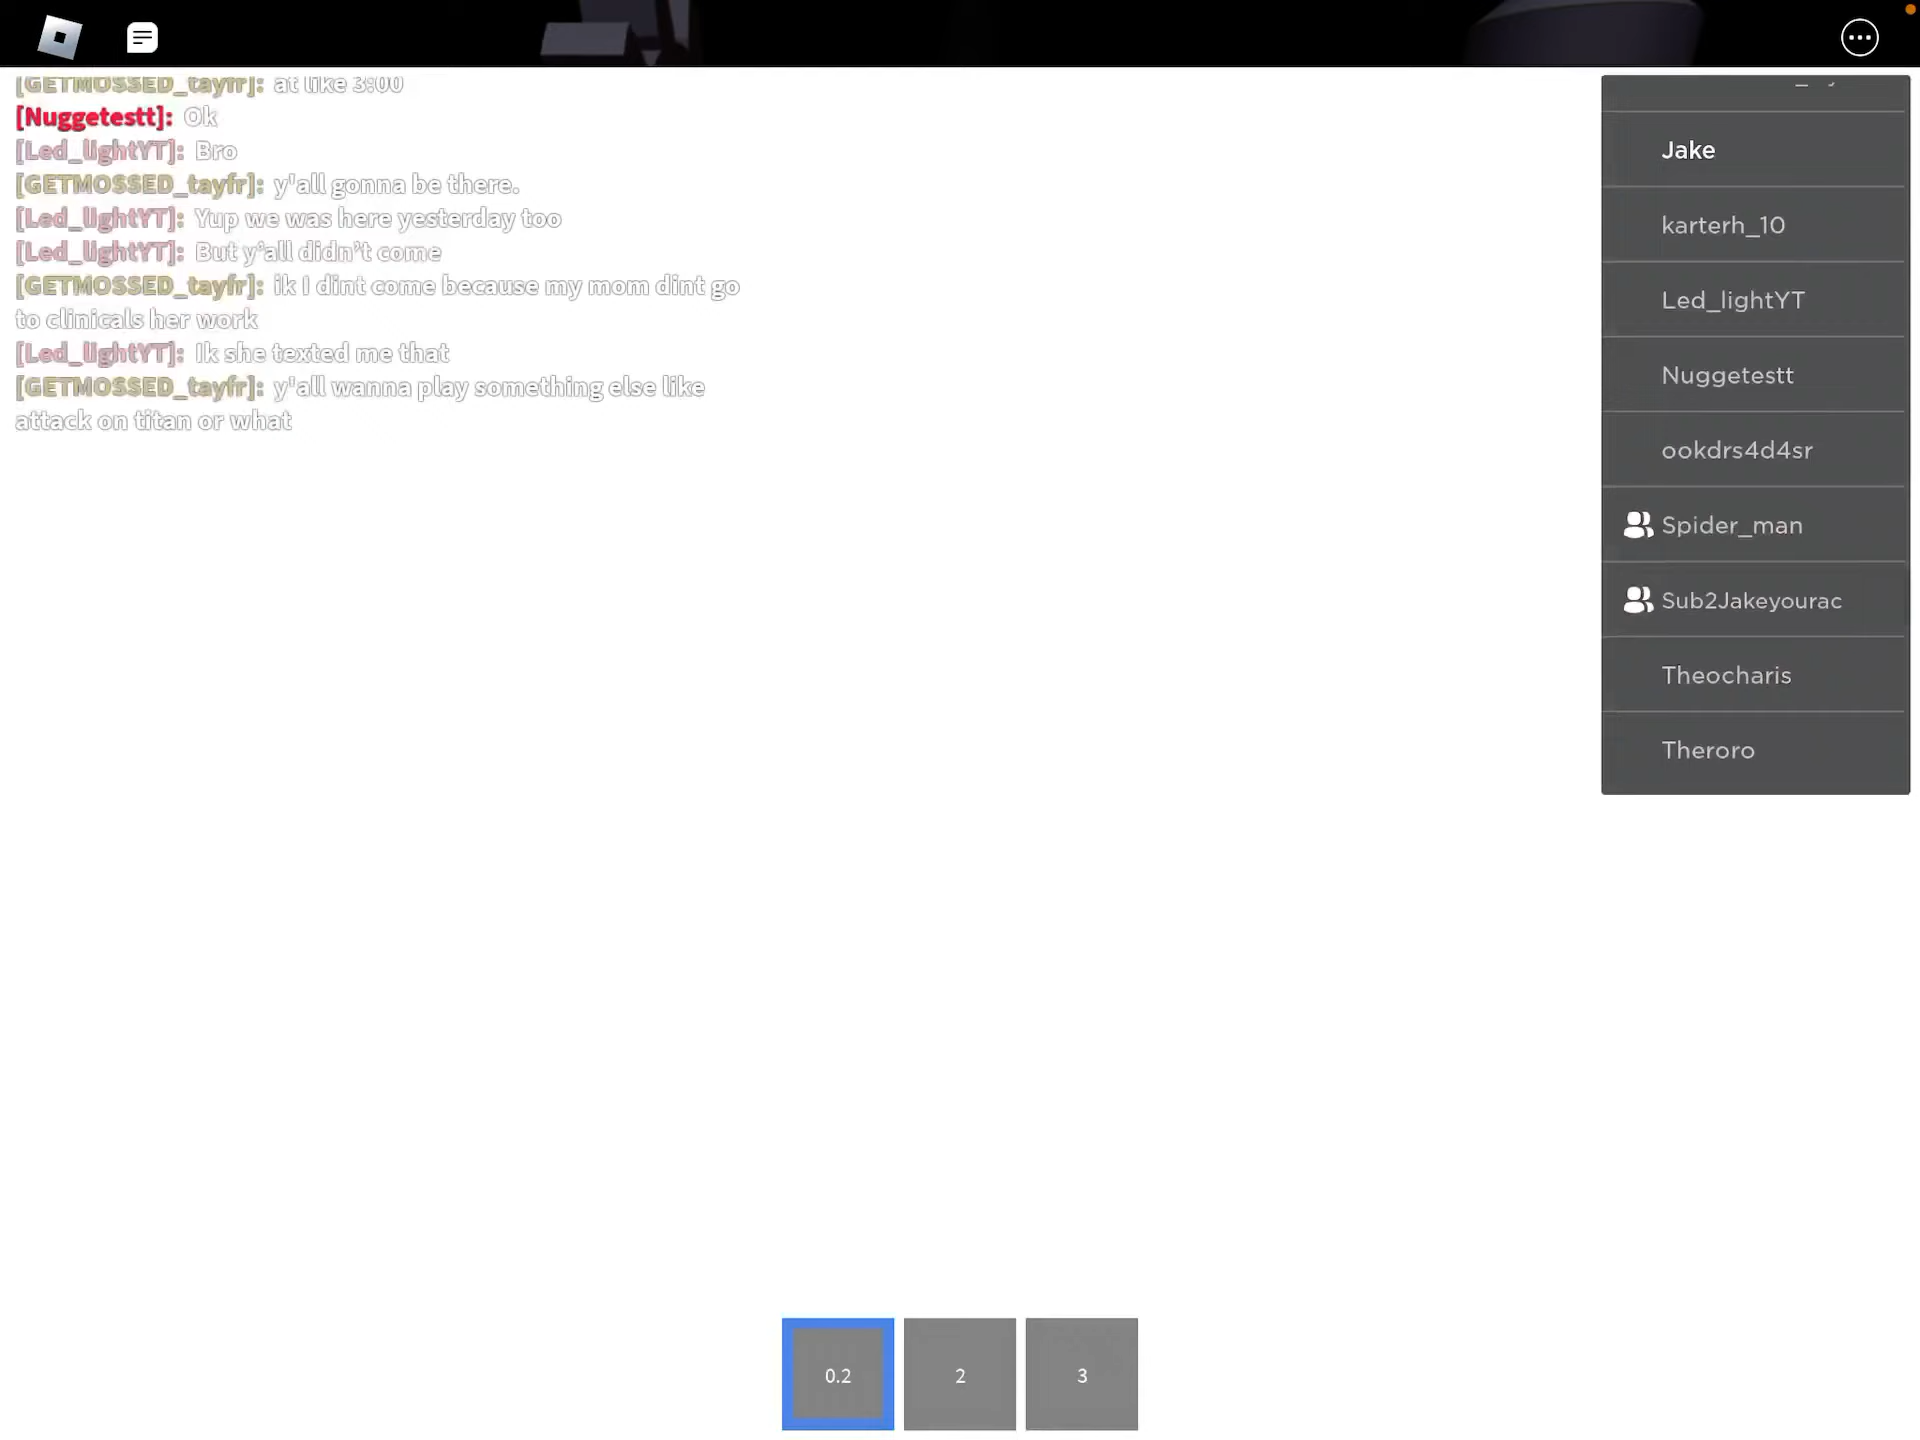 [GETMOSSED_tayfr]: at like 3:00
[Nuggetestt]: Ok
[Led_lightYT]: Bro
[GETMOSSED_tayfr]: y'all gonna be there.
[Led_lightYT]: Yup we was here yesterday too
[Led_lightYT]: But y'all didn't come
[GETMOSSED_tayfr]: ik I dint come because my mom dint go
to clinicals her work
[Led_lightYT]: Ik she texted me that
[GETMOSSED_tayfr]: y'all wanna play something else like
attack on titan or what
Jake
karterh_10
Led_lightYT
Nuggetestt
ookdrs4d4sr
Spider_man
Sub2Jakeyourac
Theocharis
Theroro
0.2
2
3